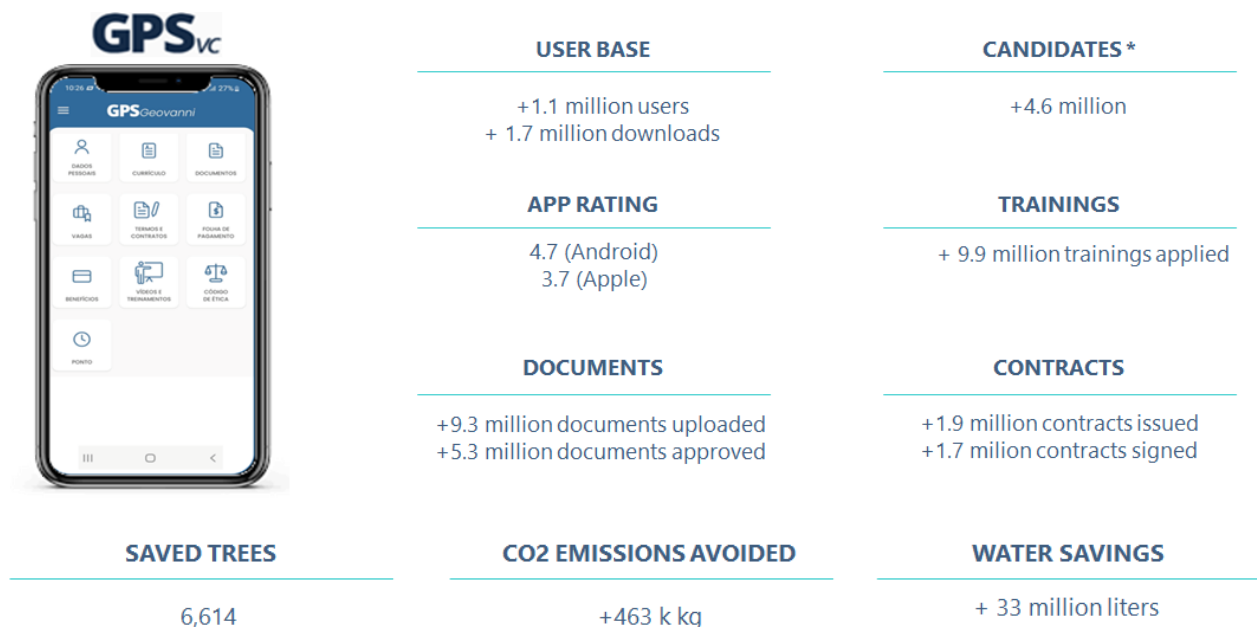 GPSvc
10:26
27%
GPSGeovanni
DADOS
PESSOAIS
CURRÍCULO
DOCUMENTOS
VAGAS
TERMOS E
CONTRATOS
FOLHA DE
PAGAMENTO
BENEFÍCIOS
VÍDEOS E
TREINAMENTOS
CÓDIGO
DE ÉTICA
PONTO
USER BASE
+1.1 million users
+ 1.7 million downloads
CANDIDATES *
+4.6 million
APP RATING
4.7 (Android)
3.7 (Apple)
TRAININGS
+ 9.9 million trainings applied
DOCUMENTS
+9.3 million documents uploaded
+5.3 million documents approved
CONTRACTS
+1.9 million contracts issued
+1.7 milion contracts signed
SAVED TREES
6,614
CO2 EMISSIONS AVOIDED
+463 k kg
WATER SAVINGS
+ 33 million liters